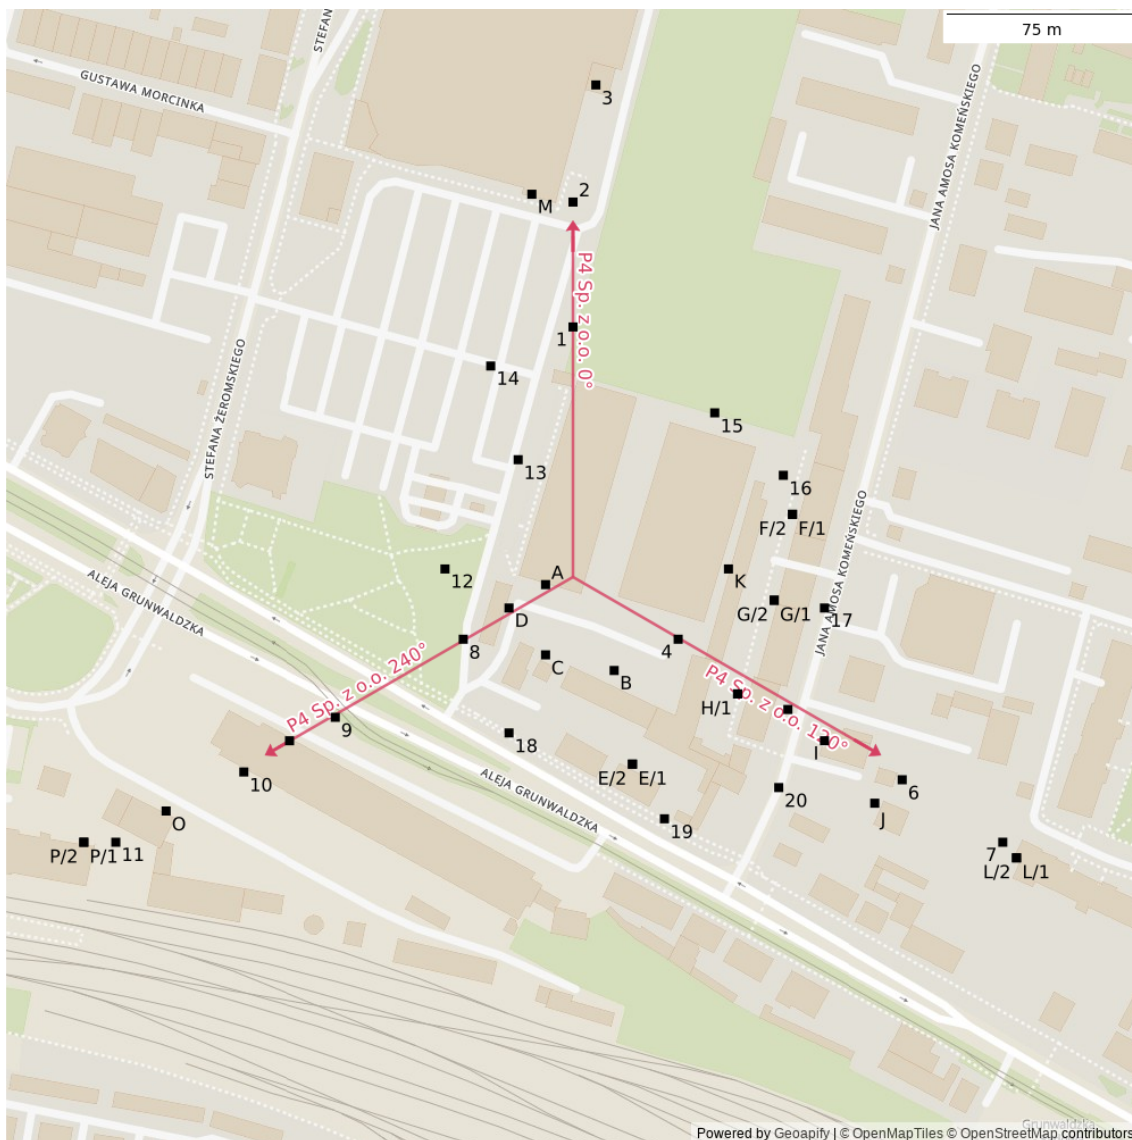 75 m
STEFAN
STEFANA
GUSTAWA MORCINKA
3
JANA AMOSA KOMEŃSKIEGO
2
M
P4 Sp. z o.o. 0°
1
14
STEFANA ŻEROMSKIEGO
15
13
16
F/2 F/1
JANA AMOSA KOMEŃSKIEGO
12
A
K
ALEJA GRUNWALDZKA
D
G/2 G/1
17
8
C
B
4
P4 Sp. z o.o. 240°
P4 Sp. z o.o. 120°
H/1
9
18
I
10
E/2 E/1
ALEJA GRUNWALDZKA
20
6
J
O
19
P/2 P/1 11
7
L/2 L/1
Grunwaldzka
Powered by Geoapify | © OpenMapTiles © OpenStreetMap contributors